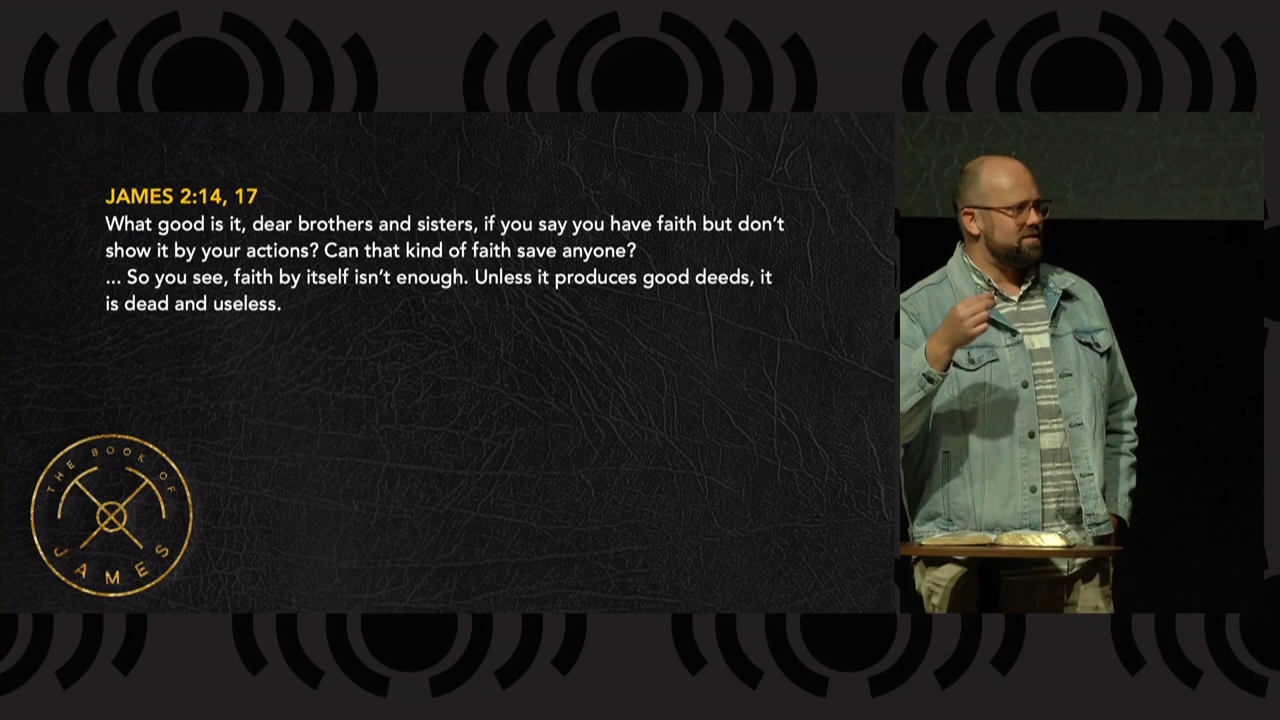 JAMES 2:14, 17
What good is it, dear brothers and sisters, if you say you have faith but don’t
show it by your actions? Can that kind of faith save anyone?
... So you see, faith by itself isn’t enough. Unless it produces good deeds, it
is dead and useless.
THE BOOK OF
JAMES